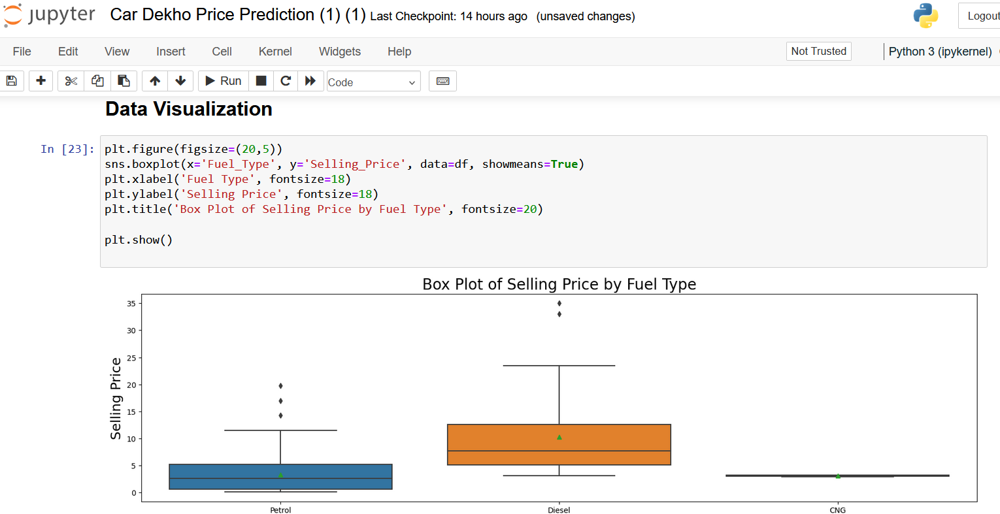 jupyter Car Dekho Price Prediction (1) (1) Last Checkpoint: 14 hours ago (unsaved changes) Logout
File Edit View Insert Cell Kernel Widgets Help Not Trusted Python 3 (ipykernel)
Run Code
Data Visualization
In [23]: plt.figure(figsize=(20,5))
sns.boxplot(x='Fuel_Type', y='Selling_Price', data=df, showmeans=True)
plt.xlabel('Fuel Type', fontsize=18)
plt.ylabel('Selling Price', fontsize=18)
plt.title('Box Plot of Selling Price by Fuel Type', fontsize=20)
plt.show()
Box Plot of Selling Price by Fuel Type
Selling Price
35
30
25
20
15
10
5
0
Petrol Diesel CNG